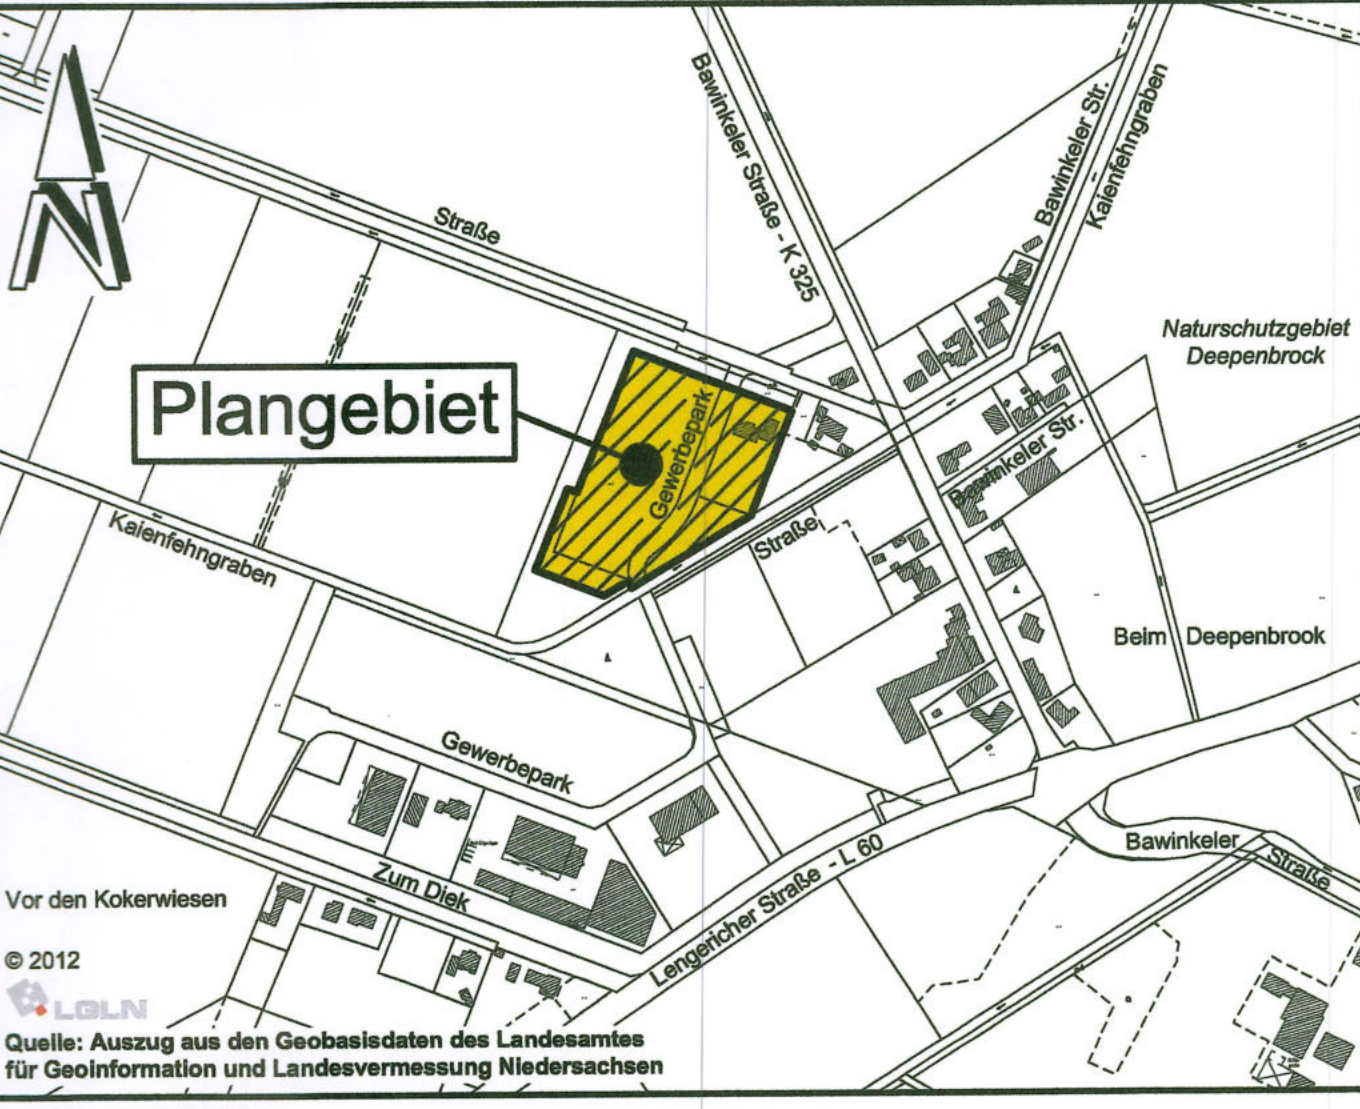 Bawinkeler Straße - K 325
Bawinkeler Str.
Kaienfehngraben
Straße
N
Naturschutzgebiet
Deepenbrock
Plangebiet
Gewerbepark
Bawinkeler Str.
Straße
Kaienfehngraben
Beim Deepenbrook
Gewerbepark
Bawinkeler
Straße
Zum Diek
Lengericher Straße - L 60
Vor den Kokerwiesen
© 2012
LGLN
Quelle: Auszug aus den Geobasisdaten des Landesamtes
für Geoinformation und Landesvermessung Niedersachsen